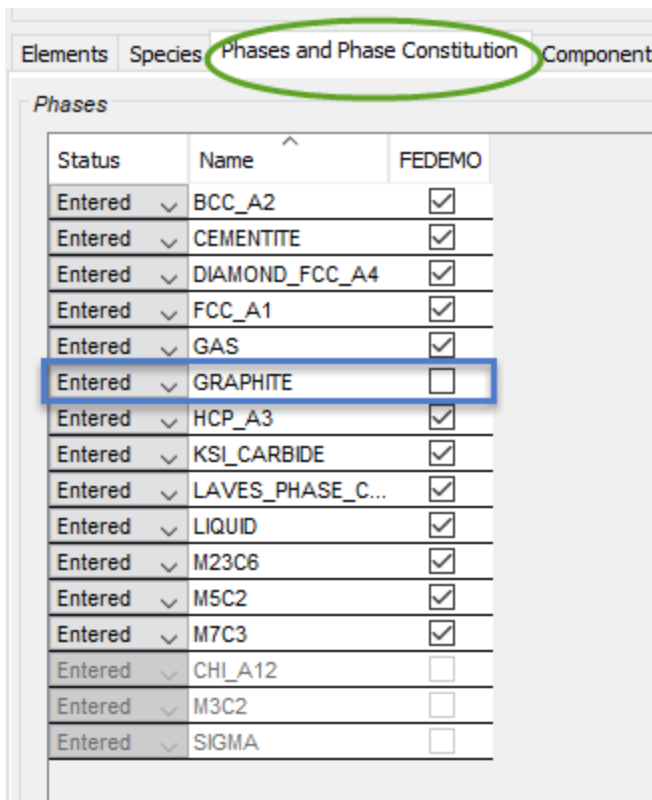 Elements Species Phases and Phase Constitution Component
Phases
Status Name FEDEMO
Entered BCC_A2
Entered CEMENTITE
Entered DIAMOND_FCC_A4
Entered FCC_A1
Entered GAS
Entered GRAPHITE
Entered HCP_A3
Entered KSI_CARBIDE
Entered LAVES_PHASE_C...
Entered LIQUID
Entered M23C6
Entered M5C2
Entered M7C3
Entered CHI_A12
Entered M3C2
Entered SIGMA